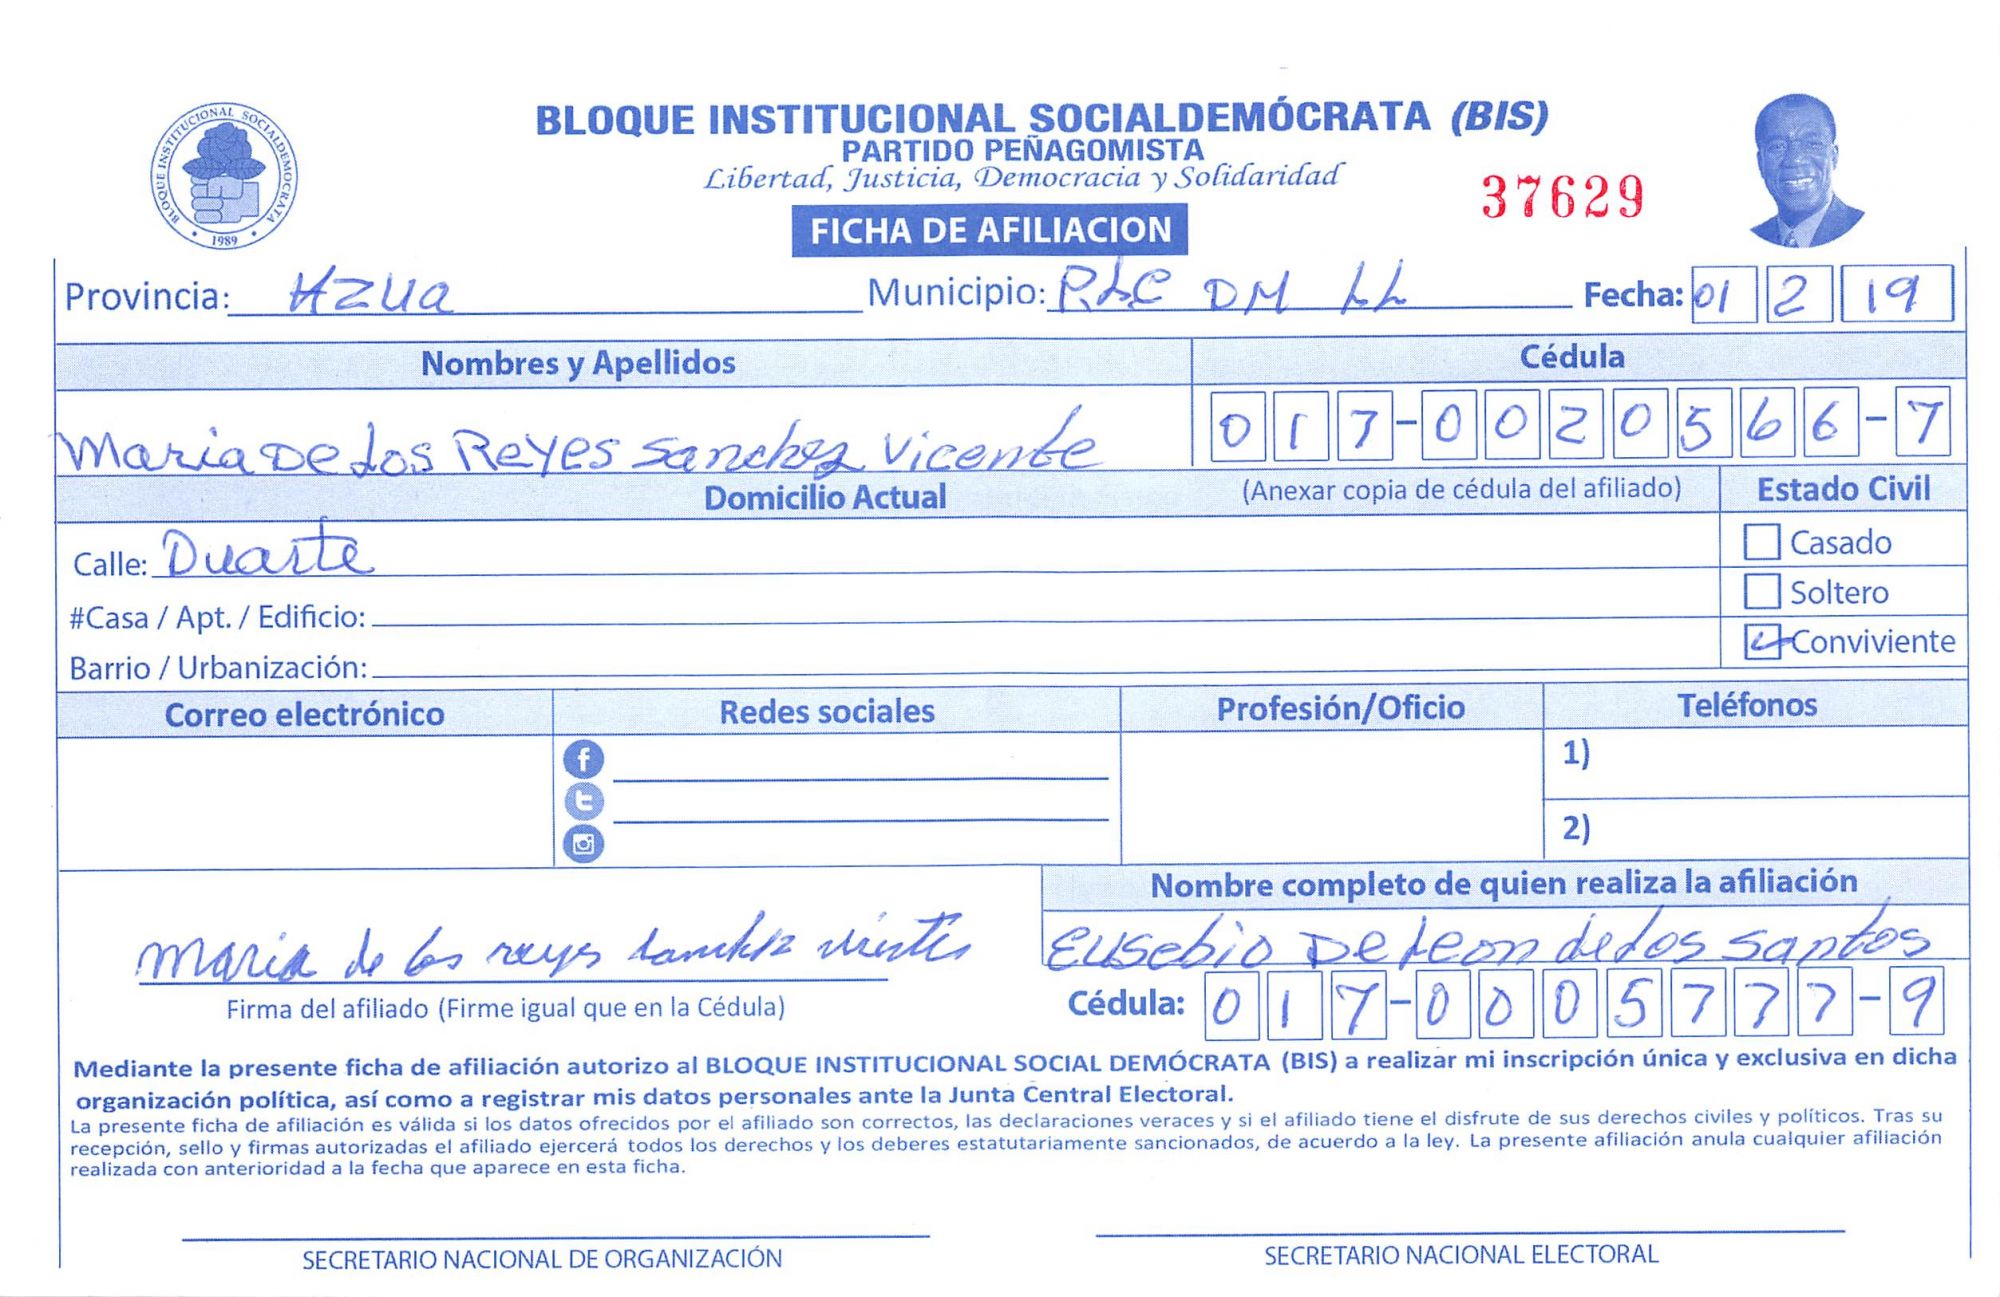 BLOQUE INSTITUCIONAL SOCIALDEMOCRATA
1989
BLOQUE INSTITUCIONAL SOCIALDEMÓCRATA (BIS)
PARTIDO PEÑAGOMISTA
Libertad, Justicia, Democracia y Solidaridad
37629
FICHA DE AFILIACION
Provincia: AZUA Municipio: P.L.C DM LL Fecha: 01 2 19
Nombres y Apellidos Cédula
Maria De Los Reyes Sanchez Vicente 017-0020566-7
Domicilio Actual (Anexar copia de cédula del afiliado) Estado Civil
Calle: Duarte Casado
#Casa / Apt. / Edificio: Soltero
Barrio / Urbanización: Conviviente
Correo electrónico Redes sociales Profesión/Oficio Teléfonos
1)
2)
Nombre completo de quien realiza la afiliación
maria de los reyes sanchez Eusebio De Leon de Los Santos
Firma del afiliado (Firme igual que en la Cédula) Cédula: 017-0005777-9
Mediante la presente ficha de afiliación autorizo al BLOQUE INSTITUCIONAL SOCIAL DEMÓCRATA (BIS) a realizar mi inscripción única y exclusiva en dicha
organización política, así como a registrar mis datos personales ante la Junta Central Electoral.
La presente ficha de afiliación es válida si los datos ofrecidos por el afiliado son correctos, las declaraciones veraces y si el afiliado tiene el disfrute de sus derechos civiles y políticos. Tras su
recepción, sello y firmas autorizadas el afiliado ejercerá todos los derechos y los deberes estatutariamente sancionados, de acuerdo a la ley. La presente afiliación anula cualquier afiliación
realizada con anterioridad a la fecha que aparece en esta ficha.
SECRETARIO NACIONAL DE ORGANIZACIÓN SECRETARIO NACIONAL ELECTORAL